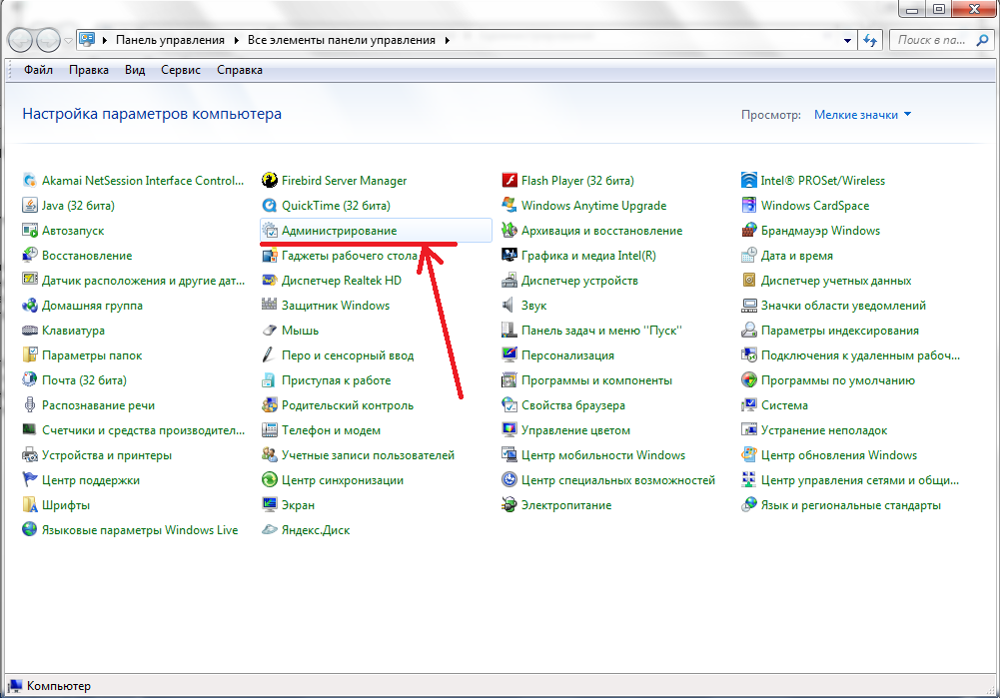 Панель управления Все элементы панели управления Поиск в па...
Файл Правка Вид Сервис Справка
Настройка параметров компьютера Просмотр: Мелкие значки
Akamai NetSession Interface Control... Firebird Server Manager Flash Player (32 бита) Intel® PROSet/Wireless
Java (32 бита) QuickTime (32 бита) Windows Anytime Upgrade Windows CardSpace
Автозапуск Администрирование Архивация и восстановление Брандмауэр Windows
Восстановление Гаджеты рабочего стола Графика и медиа Intel(R) Дата и время
Датчик расположения и другие дат... Диспетчер Realtek HD Диспетчер устройств Диспетчер учетных данных
Домашняя группа Защитник Windows Звук Значки области уведомлений
Клавиатура Мышь Панель задач и меню "Пуск" Параметры индексирования
Параметры папок Перо и сенсорный ввод Персонализация Подключения к удаленным рабоч...
Почта (32 бита) Приступая к работе Программы и компоненты Программы по умолчанию
Распознавание речи Родительский контроль Свойства браузера Система
Счетчики и средства производител... Телефон и модем Управление цветом Устранение неполадок
Устройства и принтеры Учетные записи пользователей Центр мобильности Windows Центр обновления Windows
Центр поддержки Центр синхронизации Центр специальных возможностей Центр управления сетями и общи...
Шрифты Экран Электропитание Язык и региональные стандарты
Языковые параметры Windows Live Яндекс.Диск
Компьютер